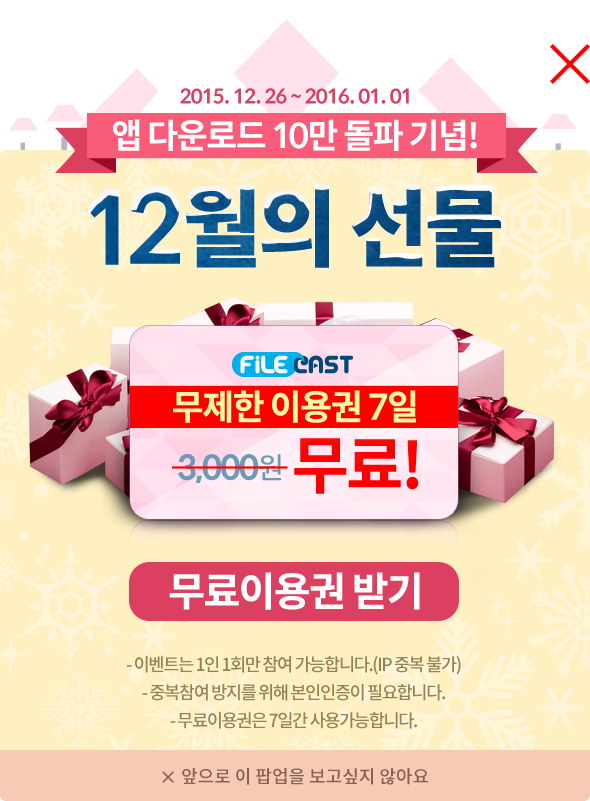 2015. 12. 26 ~ 2016. 01. 01
앱 다운로드 10만 돌파 기념!
12월의 선물
FiLE CAST
무제한 이용권 7일
3,000원 무료!
무료이용권 받기
- 이벤트는 1인 1회만 참여 가능합니다.(IP 중복 불가)
- 중복참여 방지를 위해 본인인증이 필요합니다.
- 무료이용권은 7일간 사용가능합니다.
× 앞으로 이 팝업을 보고싶지 않아요